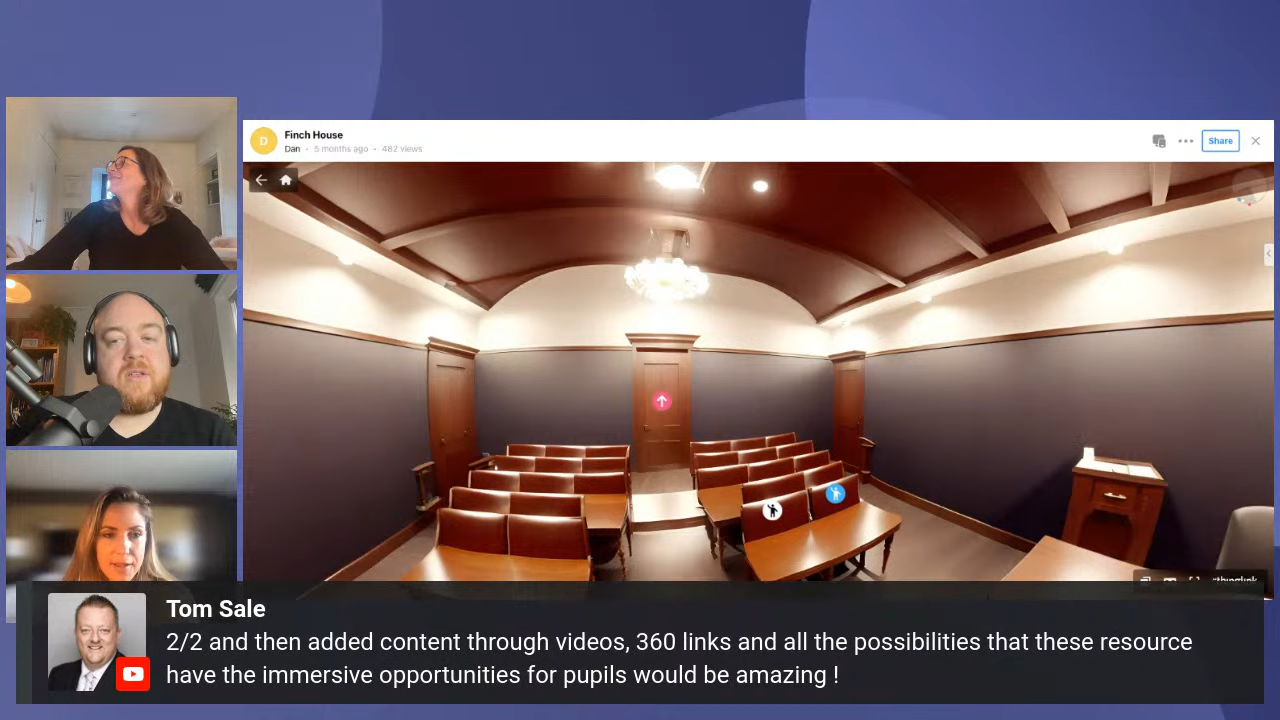 D
Finch House
Dan • 5 months ago • 482 views
Share
Tom Sale
2/2 and then added content through videos, 360 links and all the possibilities that these resource
have the immersive opportunities for pupils would be amazing !